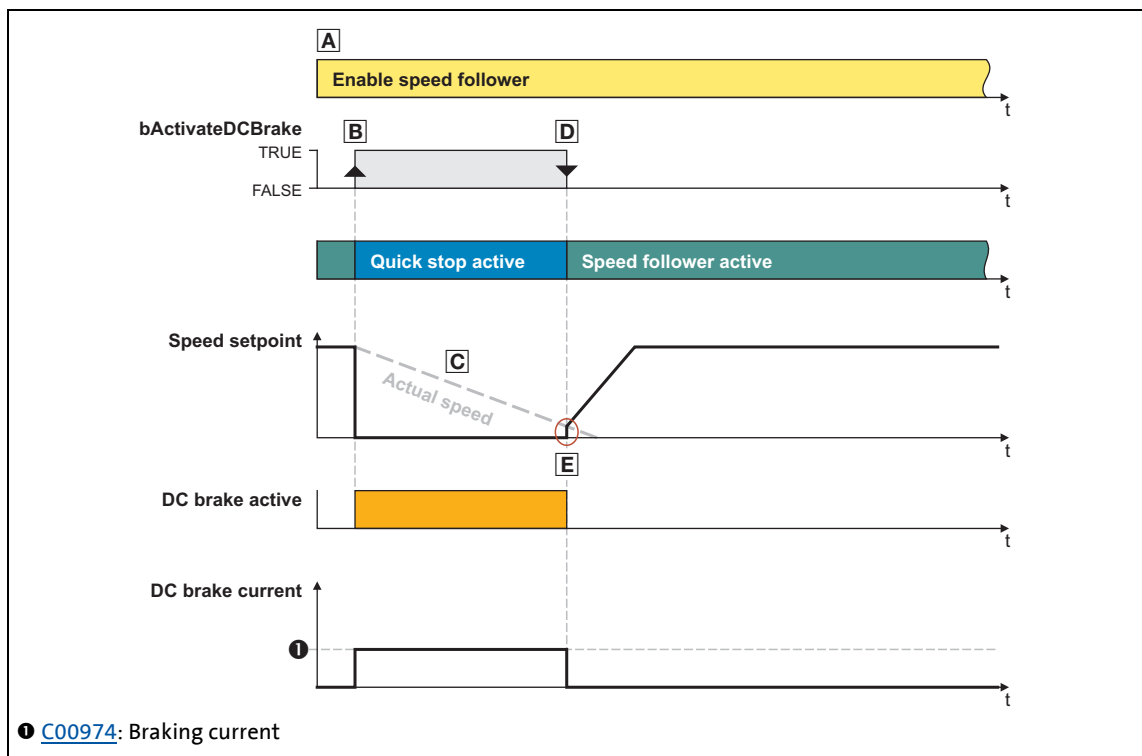 A
Enable speed follower
t
bActivateDCBrake
B
D
TRUE
FALSE
t
Quick stop active
Speed follower active
t
Speed setpoint
C
Actual speed
t
E
DC brake active
t
DC brake current
❶
t
❶ C00974: Braking current